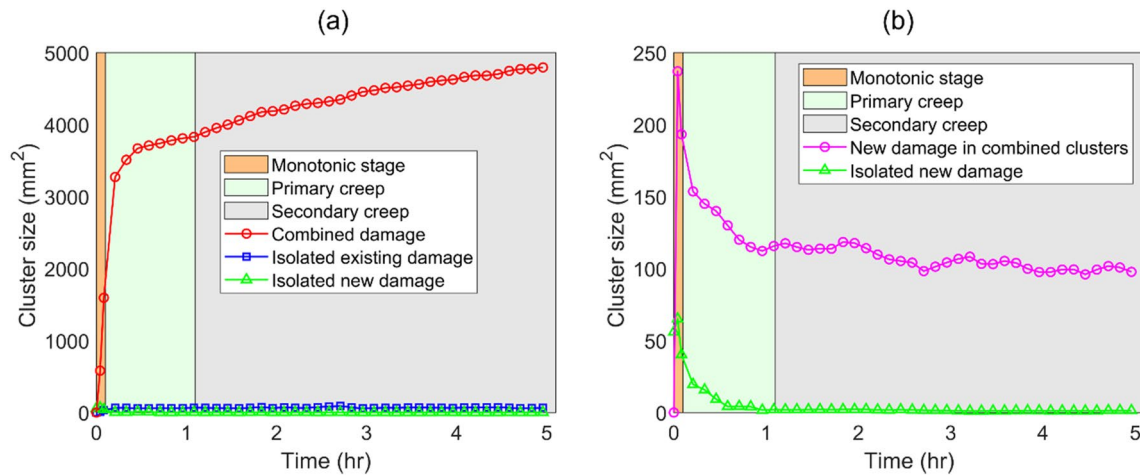 (a)
Cluster size (mm²)
5000
4000
3000
2000
1000
0
Monotonic stage
Primary creep
Secondary creep
Combined damage
Isolated existing damage
Isolated new damage
0 1 2 3 4 5
Time (hr)
(b)
Cluster size (mm²)
250
200
150
100
50
0
Monotonic stage
Primary creep
Secondary creep
New damage in combined clusters
Isolated new damage
0 1 2 3 4 5
Time (hr)